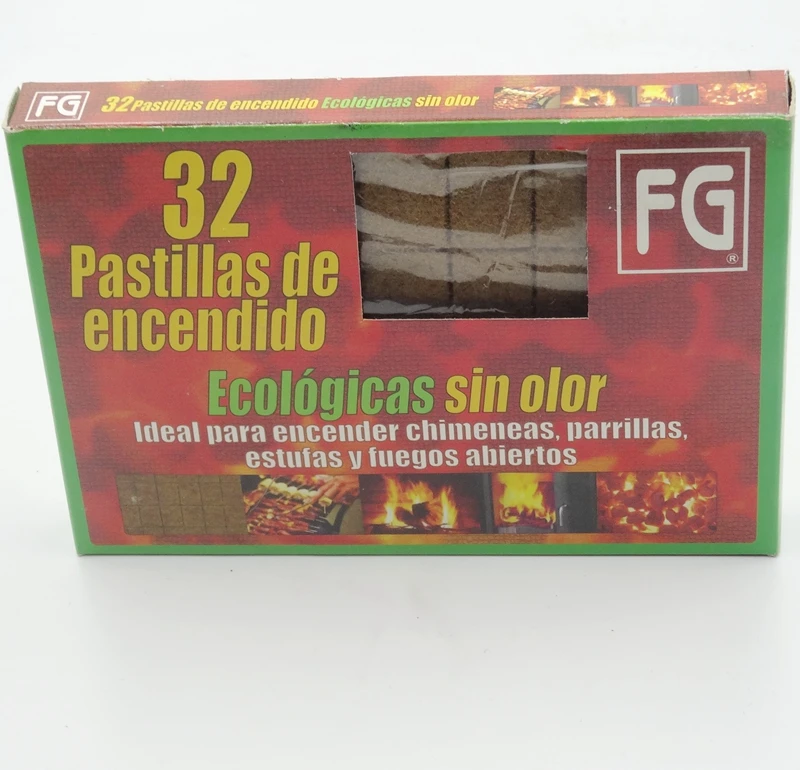 FG 32 Pastillas de encendido Ecológicas sin olor
32
Pastillas de
encendido
FG
®
Ecológicas sin olor
Ideal para encender chimeneas, parrillas,
estufas y fuegos abiertos